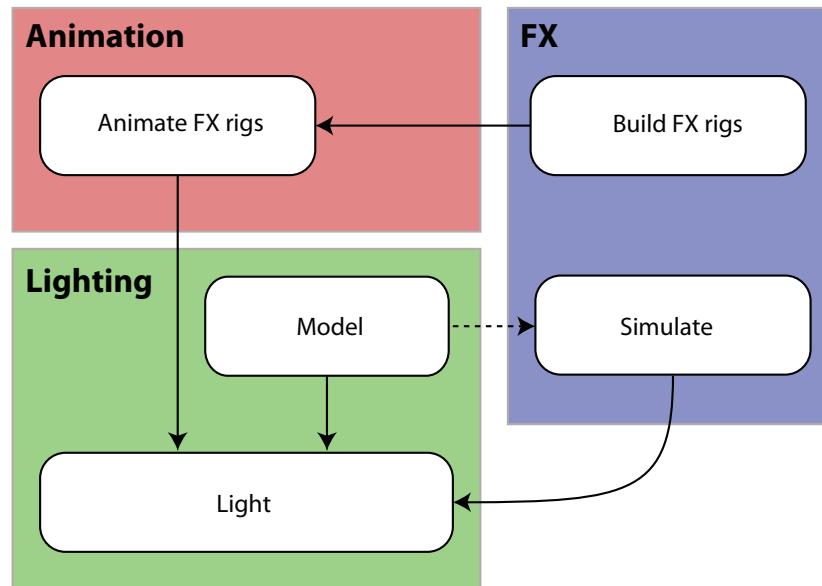 Animation
FX
Animate FX rigs
Build FX rigs
Lighting
Model
Simulate
Light